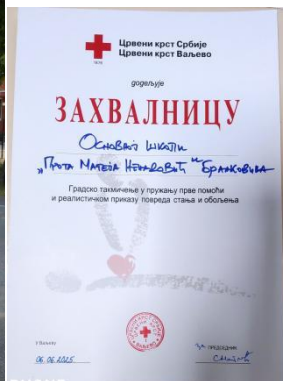 Црвени крст Србије
Црвени крст Ваљево
додељује
ЗАХВАЛНИЦУ
Основној школи
„Прота Матеја Ненадовић“ Бранковина
Градско такмичење у пружању прве помоћи
и реалистичком приказу повреда стања и обољења
У Ваљеву
06.06.2025.
за председник